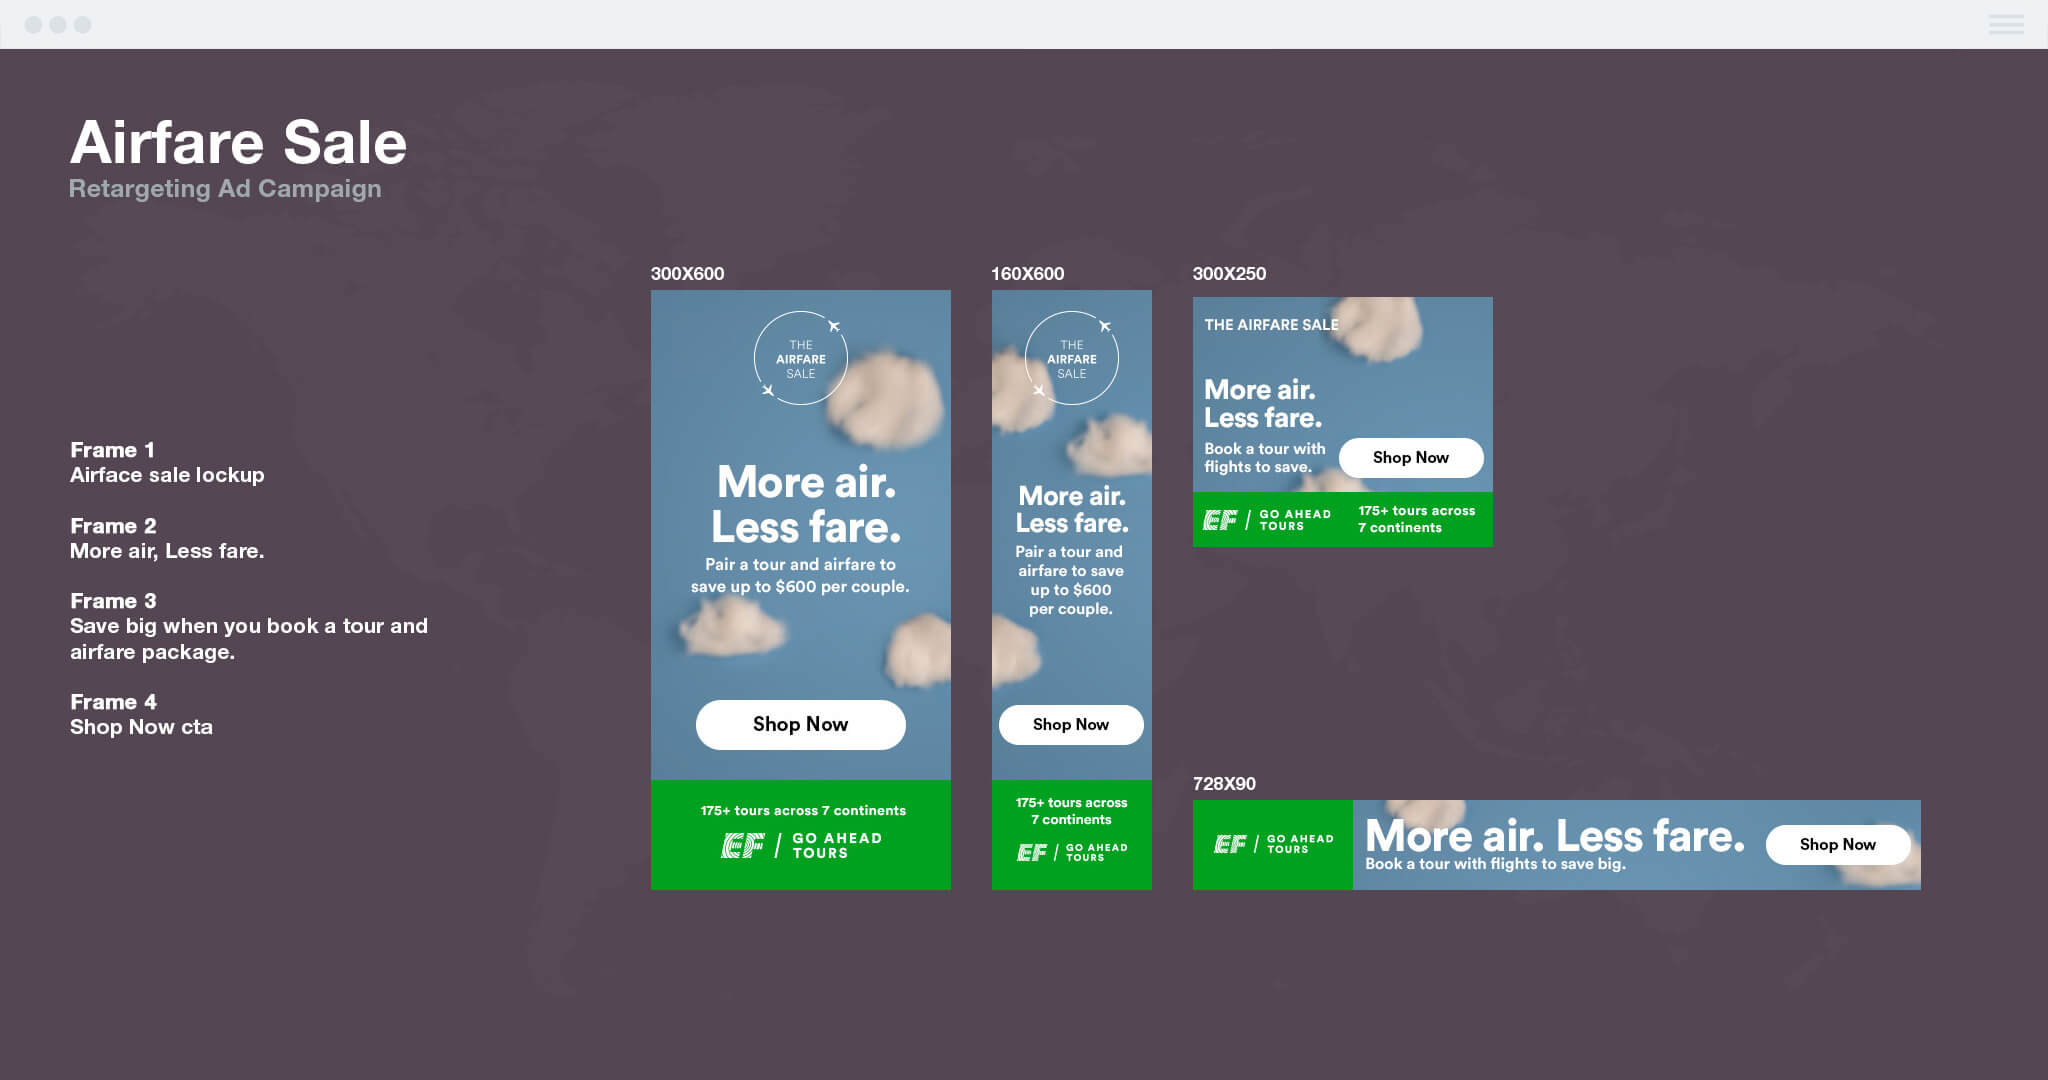 Airfare Sale
Retargeting Ad Campaign
Frame 1
Airface sale lockup
Frame 2
More air, Less fare.
Frame 3
Save big when you book a tour and
airfare package.
Frame 4
Shop Now cta
300X600
THE
AIRFARE
SALE
More air.
Less fare.
Pair a tour and airfare to
save up to $600 per couple.
Shop Now
175+ tours across 7 continents
EF / GO AHEAD
TOURS
160X600
THE
AIRFARE
SALE
More air.
Less fare.
Pair a tour and
airfare to save
up to $600
per couple.
Shop Now
175+ tours across
7 continents
EF / GO AHEAD
TOURS
300X250
THE AIRFARE SALE
More air.
Less fare.
Book a tour with
flights to save.
Shop Now
EF / GO AHEAD
TOURS
175+ tours across
7 continents
728X90
EF / GO AHEAD
TOURS
More air. Less fare.
Book a tour with flights to save big.
Shop Now